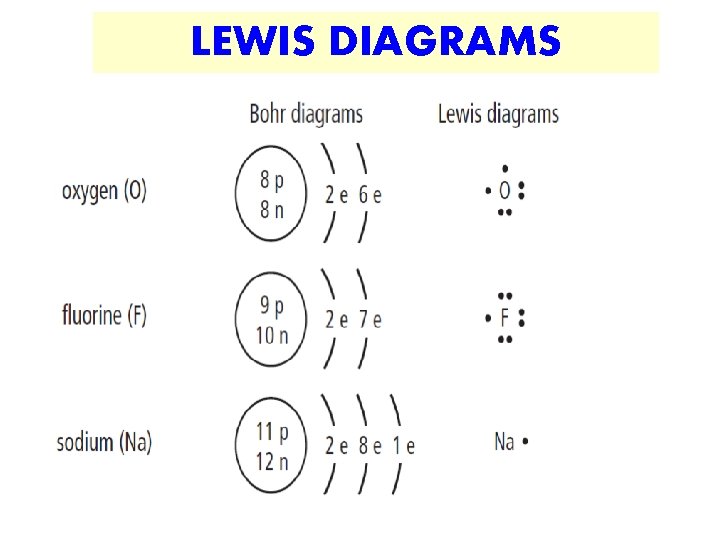 LEWIS DIAGRAMS
Bohr diagrams Lewis diagrams
oxygen (O) 8 p 8 n 2 e 6 e O
fluorine (F) 9 p 10 n 2 e 7 e F
sodium (Na) 11 p 12 n 2 e 8 e 1 e Na